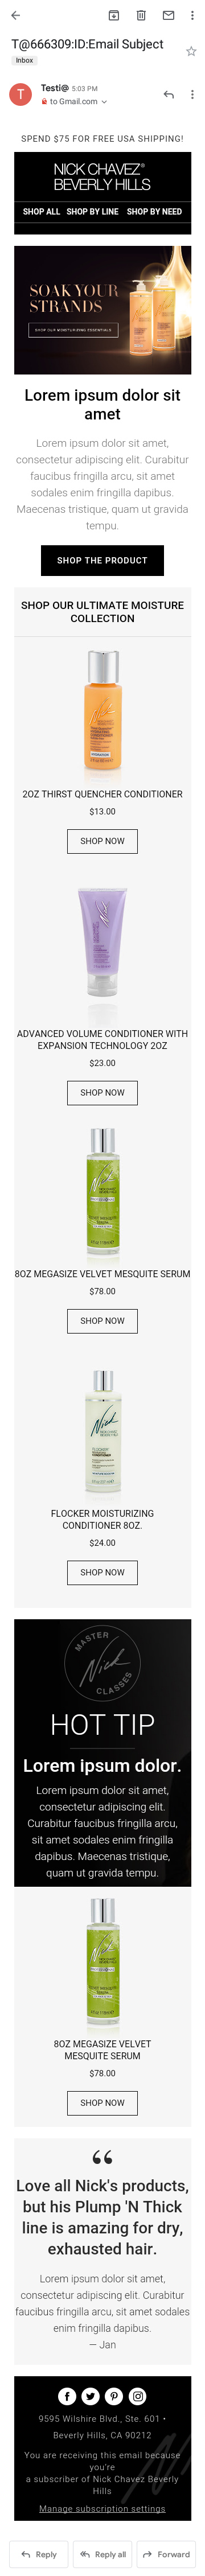 T@666309:ID:Email Subject
Inbox
T
Testi@ 5:03 PM
to Gmail.com
SPEND $75 FOR FREE USA SHIPPING!
NICK CHAVEZ®
BEVERLY HILLS
SHOP ALL SHOP BY LINE SHOP BY NEED
SOAK YOUR
STRANDS
SHOP OUR MOISTURIZING ESSENTIALS
Lorem ipsum dolor sit
amet
Lorem ipsum dolor sit amet,
consectetur adipiscing elit. Curabitur
faucibus fringilla arcu, sit amet
sodales enim fringilla dapibus.
Maecenas tristique, quam ut gravida
tempu.
SHOP THE PRODUCT
SHOP OUR ULTIMATE MOISTURE
COLLECTION
Nick
2OZ THIRST QUENCHER CONDITIONER
$13.00
SHOP NOW
ADVANCED VOLUME CONDITIONER WITH
EXPANSION TECHNOLOGY 2OZ
$23.00
SHOP NOW
Nick
8OZ MEGASIZE VELVET MESQUITE SERUM
$78.00
SHOP NOW
Nick
FLOCKER MOISTURIZING
CONDITIONER 8OZ.
$24.00
SHOP NOW
MASTER
Nick
CLASSES
HOT TIP
Lorem ipsum dolor.
Lorem ipsum dolor sit amet,
consectetur adipiscing elit.
Curabitur faucibus fringilla arcu,
sit amet sodales enim fringilla
dapibus. Maecenas tristique,
quam ut gravida tempu.
Nick
8OZ MEGASIZE VELVET
MESQUITE SERUM
$78.00
SHOP NOW
“
Love all Nick's products,
but his Plump 'N Thick
line is amazing for dry,
exhausted hair.
Lorem ipsum dolor sit amet,
consectetur adipiscing elit. Curabitur
faucibus fringilla arcu, sit amet sodales
enim fringilla dapibus.
— Jan
9595 Wilshire Blvd., Ste. 601 •
Beverly Hills, CA 90212
You are receiving this email because
you're
a subscriber of Nick Chavez Beverly
Hills
Manage subscription settings
Reply Reply all Forward